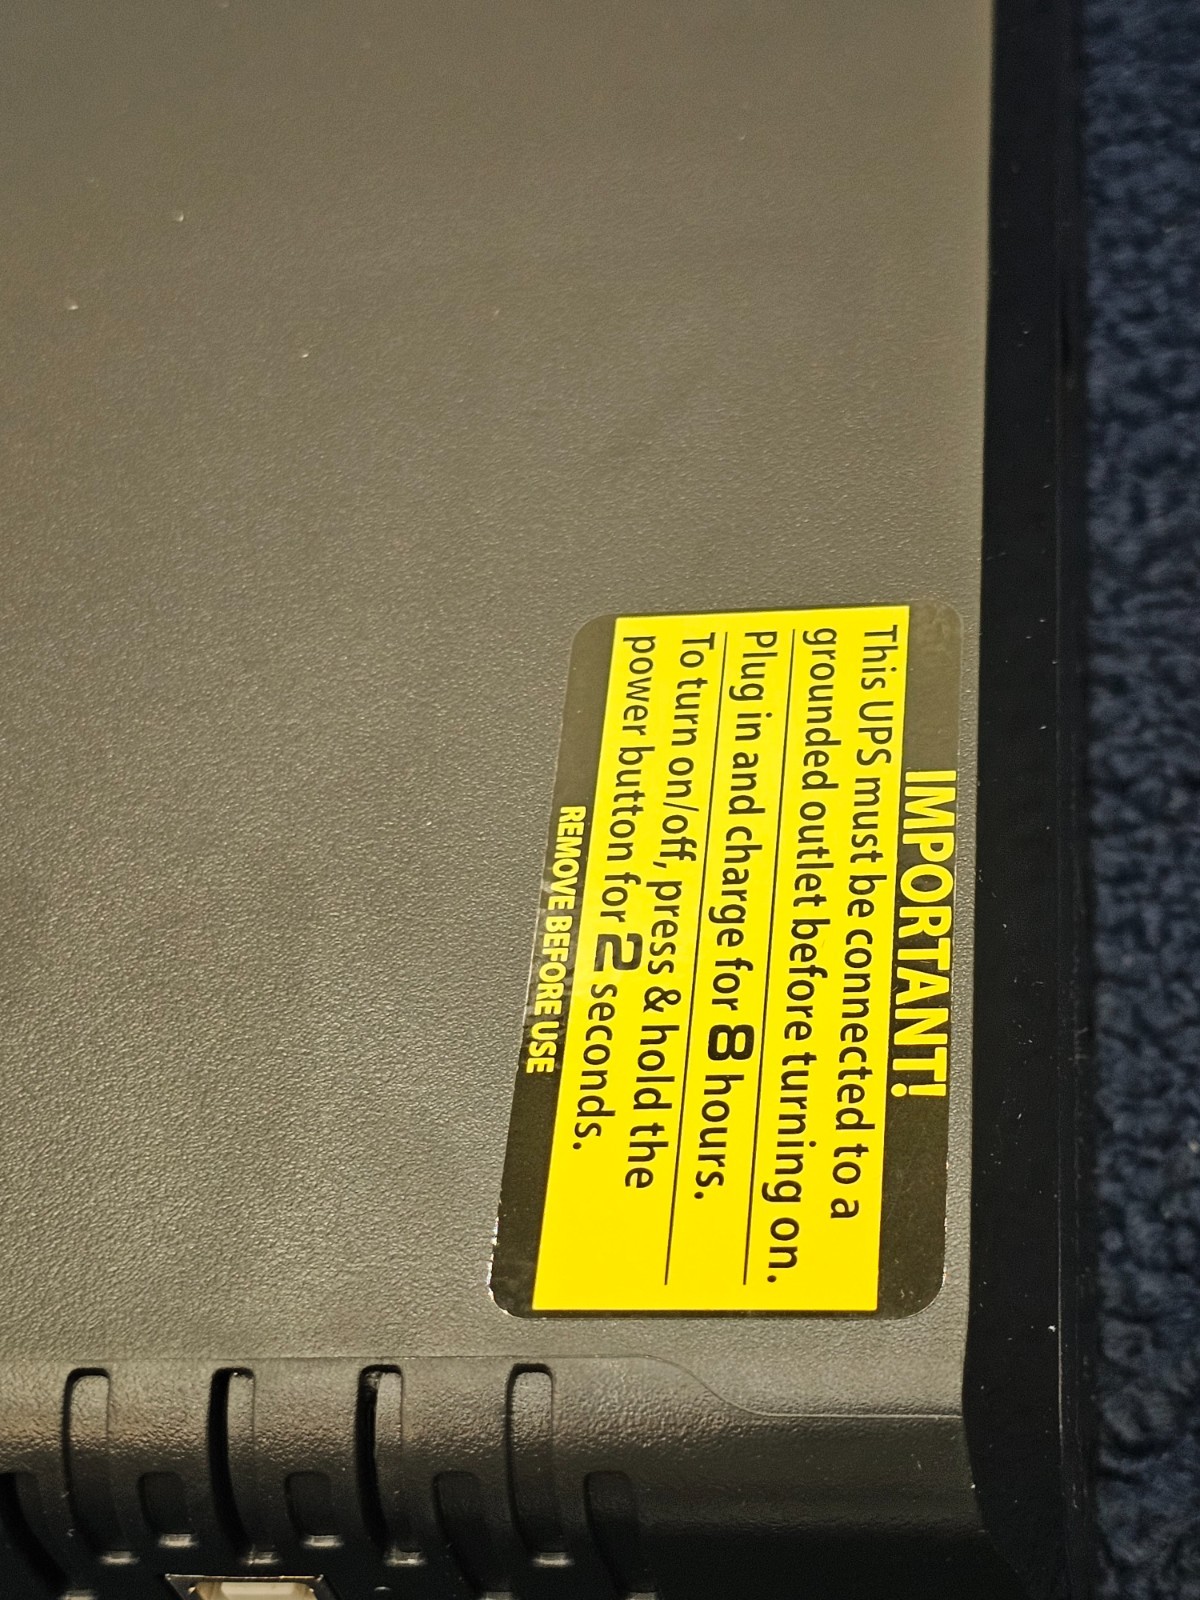 IMPORTANT!
This UPS must be connected to a
grounded outlet before turning on.
Plug in and charge for 8 hours.
To turn on/off, press & hold the
power button for 2 seconds.
REMOVE BEFORE USE